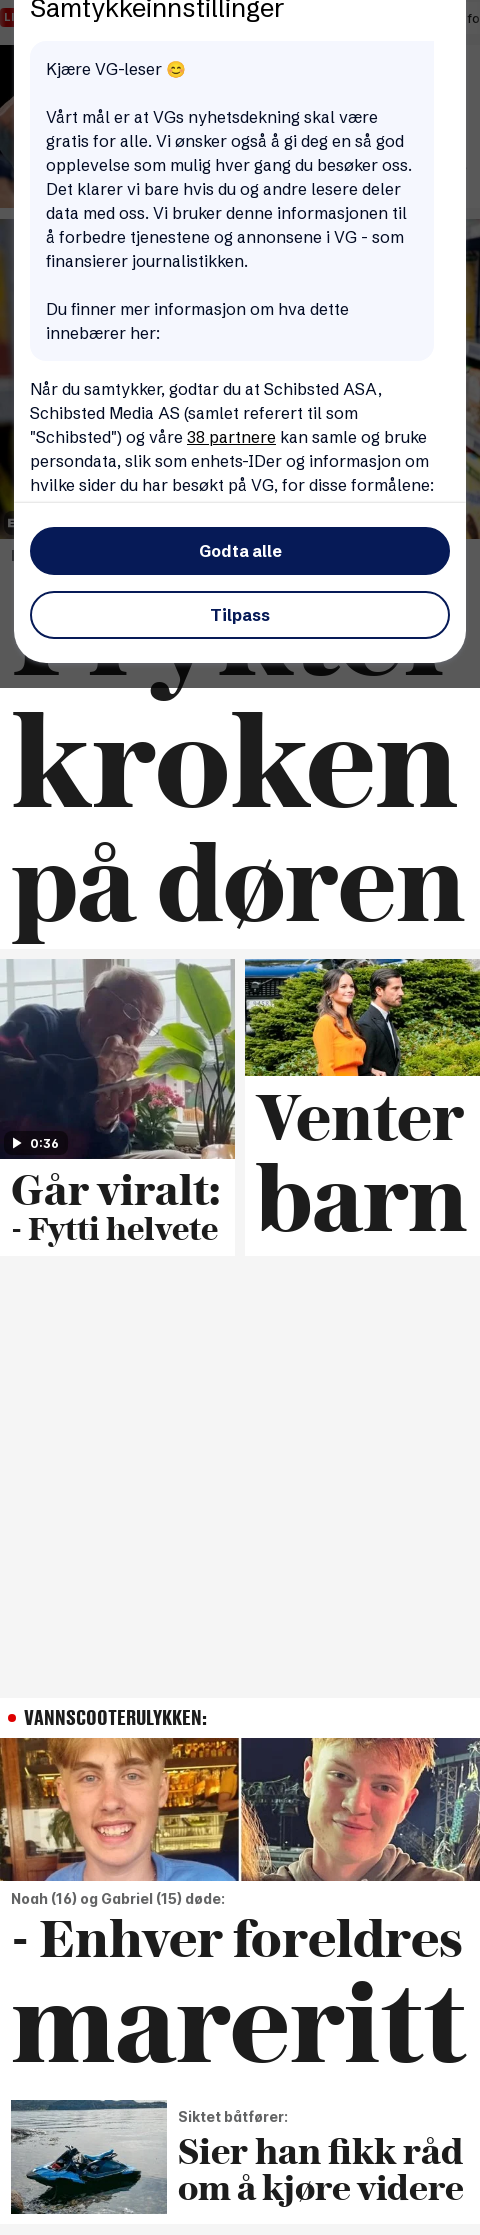 Samtykkeinnstillinger
Kjære VG-leser 😊
Vårt mål er at VGs nyhetsdekning skal være
gratis for alle. Vi ønsker også å gi deg en så god
opplevelse som mulig hver gang du besøker oss.
Det klarer vi bare hvis du og andre lesere deler
data med oss. Vi bruker denne informasjonen til
å forbedre tjenestene og annonsene i VG - som
finansierer journalistikken.
Du finner mer informasjon om hva dette
innebærer her:
Når du samtykker, godtar du at Schibsted ASA,
Schibsted Media AS (samlet referert til som
"Schibsted") og våre 38 partnere kan samle og bruke
persondata, slik som enhets-IDer og informasjon om
hvilke sider du har besøkt på VG, for disse formålene:
Godta alle
Tilpass
kroken
på døren
0:36
Går viralt:
- Fytti helvete
Venter
barn
VANNSCOOTERULYKKEN:
Noah (16) og Gabriel (15) døde:
- Enhver foreldres
mareritt
Siktet båtfører:
Sier han fikk råd
om å kjøre videre